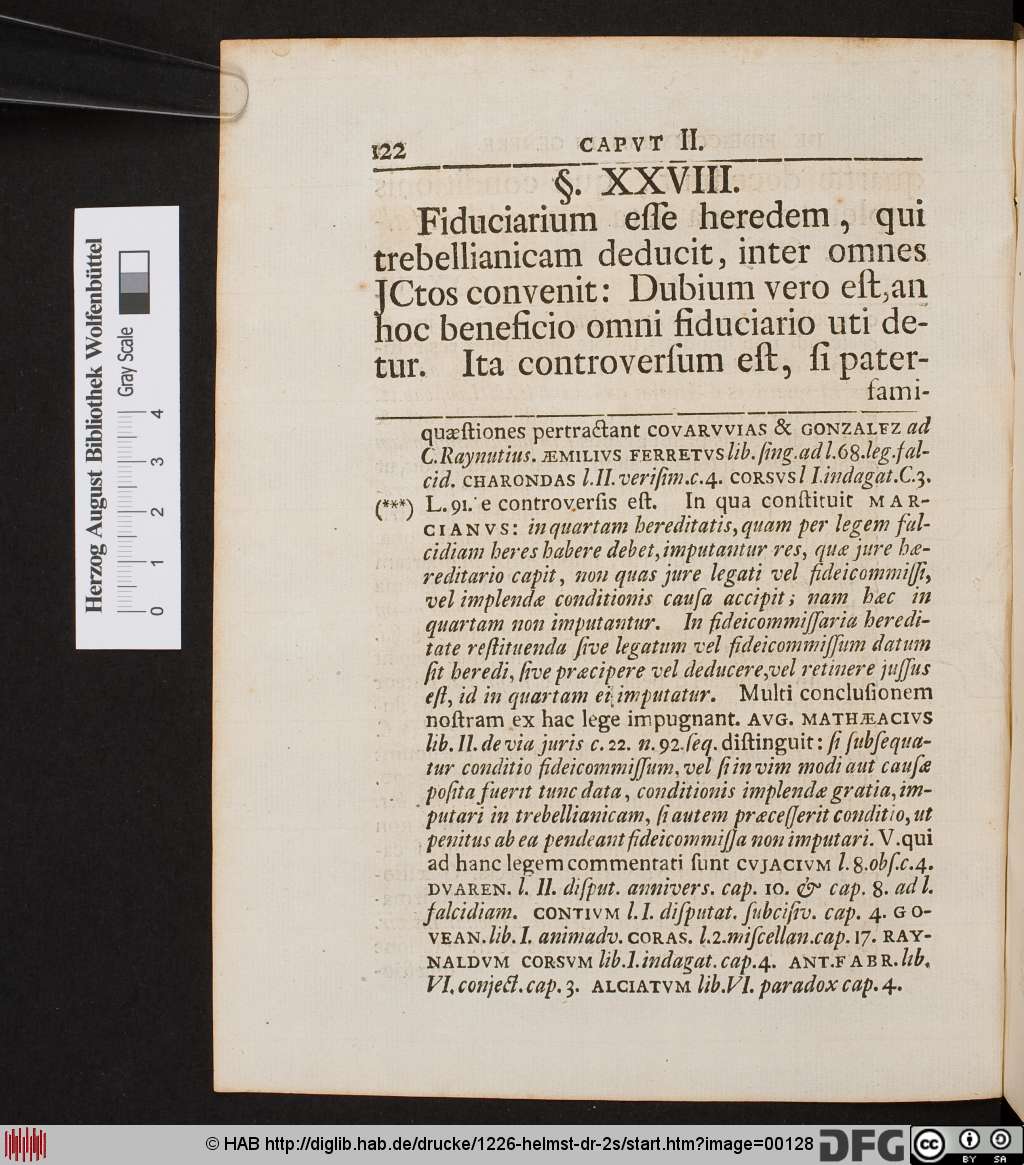 122 CAPVT II.
§. XXVIII.
Fiduciarium eſſe heredem, qui
trebellianicam deducit, inter omnes
JCtos convenit: Dubium vero eſt, an
hoc beneficio omni fiduciario uti de-
tur. Ita controverſum eſt, ſi pater-
fami-
quæſtiones pertractant COVARVVIAS & GONZALEZ ad
C. Raynutius. ÆMILIVS FERRETVS lib. ſing. ad l. 68. leg. fal-
cid. CHARONDAS l. II. veriſim. c. 4. CORSVS l I. indagat. C. 3.
(***) L. 91. e controverſis eſt. In qua conſtituit MAR-
CIANVS: in quartam hereditatis, quam per legem fal-
cidiam heres habere debet, imputantur res, quæ jure hæ-
reditario capit, non quas jure legati vel fideicommiſſi,
vel implendæ conditionis cauſa accipit; nam hæc in
quartam non imputantur. In fideicommiſſaria heredi-
tate reſtituenda ſive legatum vel fideicommiſſum datum
ſit heredi, ſive præcipere vel deducere, vel retinere juſſus
eſt, id in quartam ei imputatur. Multi concluſionem
noſtram ex hac lege impugnant. AVG. MATHÆACIVS
lib. II. de via juris c. 22. n. 92. ſeq. diſtinguit: ſi ſubſequa-
tur conditio fideicommiſſum, vel ſi in vim modi aut cauſæ
poſita fuerit tunc data, conditionis implendæ gratia, im-
putari in trebellianicam, ſi autem præceſſerit conditio, ut
penitus ab ea pendeant fideicommiſſa non imputari. V. qui
ad hanc legem commentati ſunt CVJACIVM l. 8. obſ. c. 4.
DVAREN. l. II. diſput. annivers. cap. 10. & cap. 8. ad l.
falcidiam. CONTIVM l. I. diſputat. ſubciſiv. cap. 4. GO-
VEAN. lib. I. animadv. CORAS. l. 2. miſcellan. cap. 17. RAY-
NALDVM CORSVM lib. I. indagat. cap. 4. ANT. FABR. lib.
VI. conject. cap. 3. ALCIATVM lib. VI. paradox cap. 4.
Herzog August Bibliothek Wolfenbüttel
Gray Scale
0 1 2 3 4
© HAB http://diglib.hab.de/drucke/1226-helmst-dr-2s/start.htm?image=00128 DFG cc BY SA